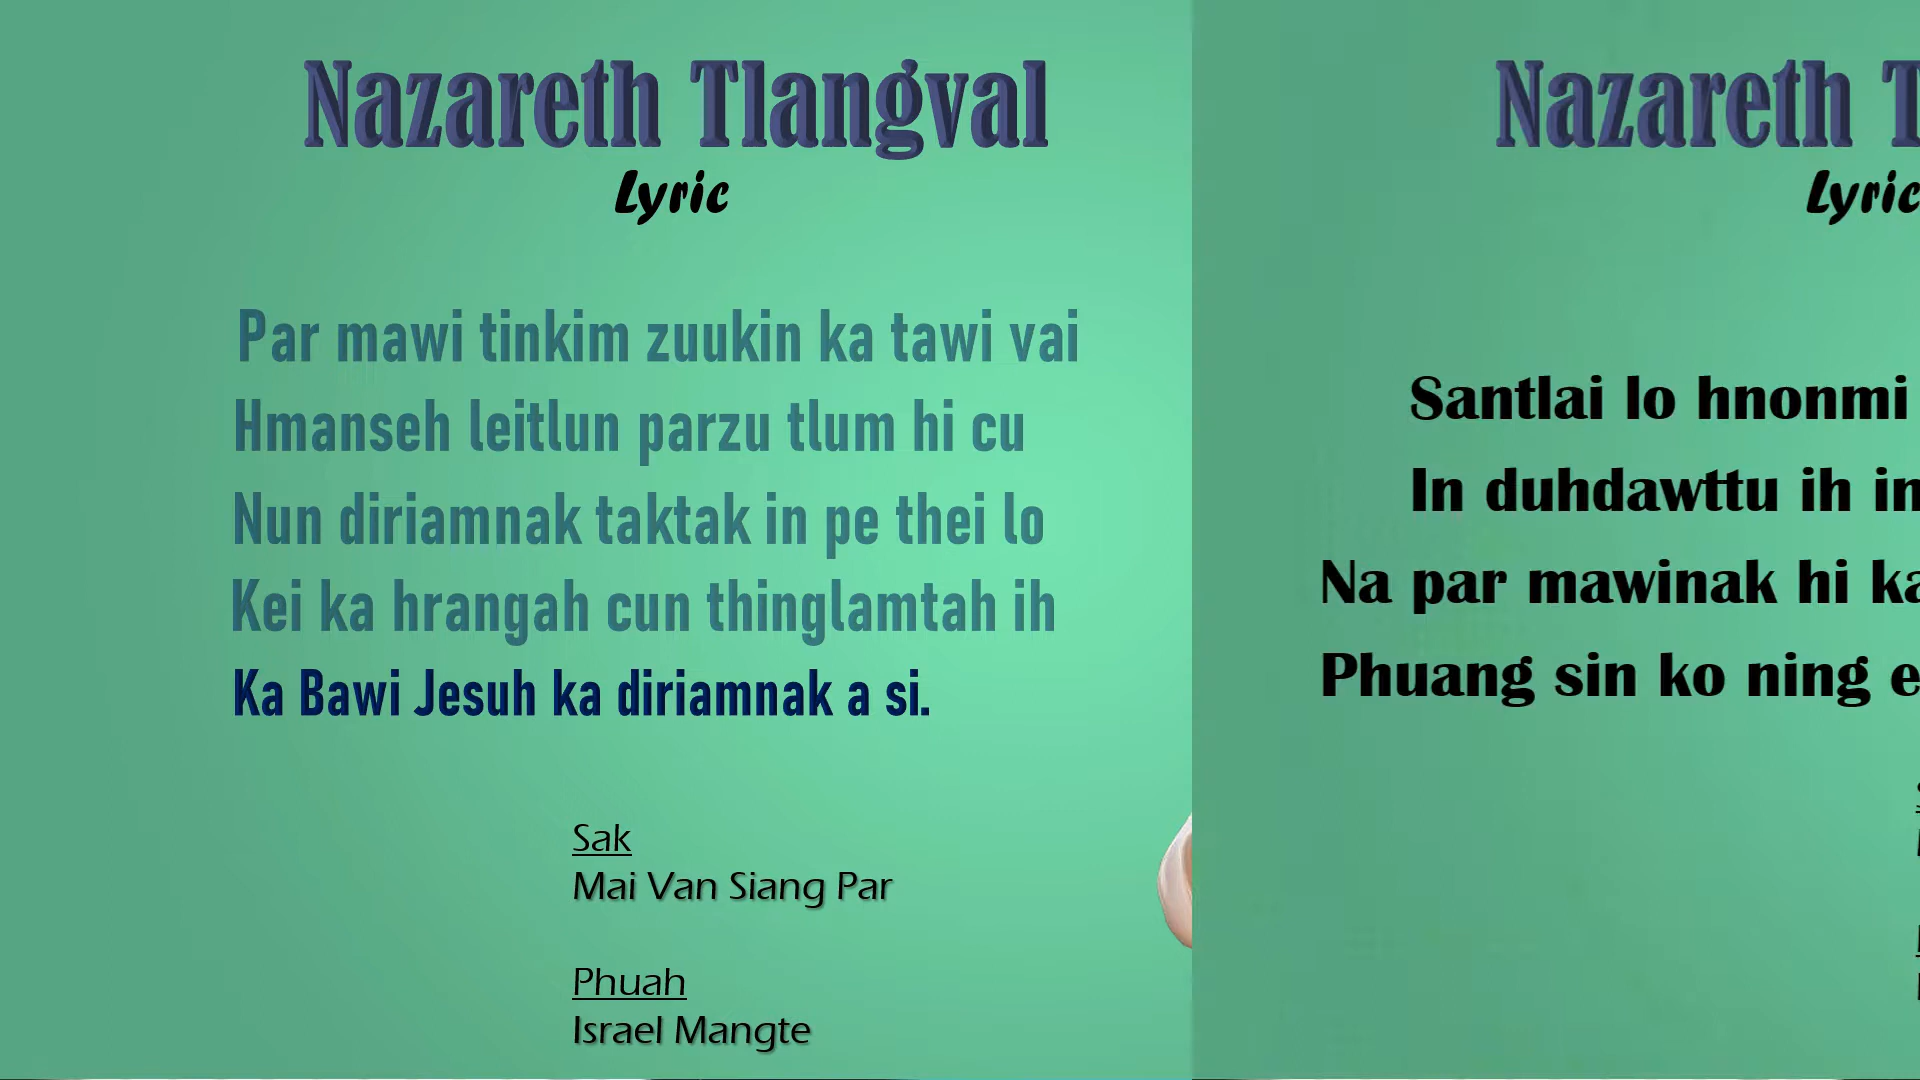 Nazareth Tlangval
Lyric
Par mawi tinkim zuukin ka tawi vai
Hmanseh leitlun parzu tlum hi cu
Nun diriamnak taktak in pe thei lo
Kei ka hrangah cun thinglamtah ih
Ka Bawi Jesuh ka diriamnak a si.
Sak
Mai Van Siang Par
Phuah
Israel Mangte
Nazareth T
Lyric
Santlai lo hnonmi
In duhdawttu ih in
Na par mawinak hi ka
Phuang sin ko ning e